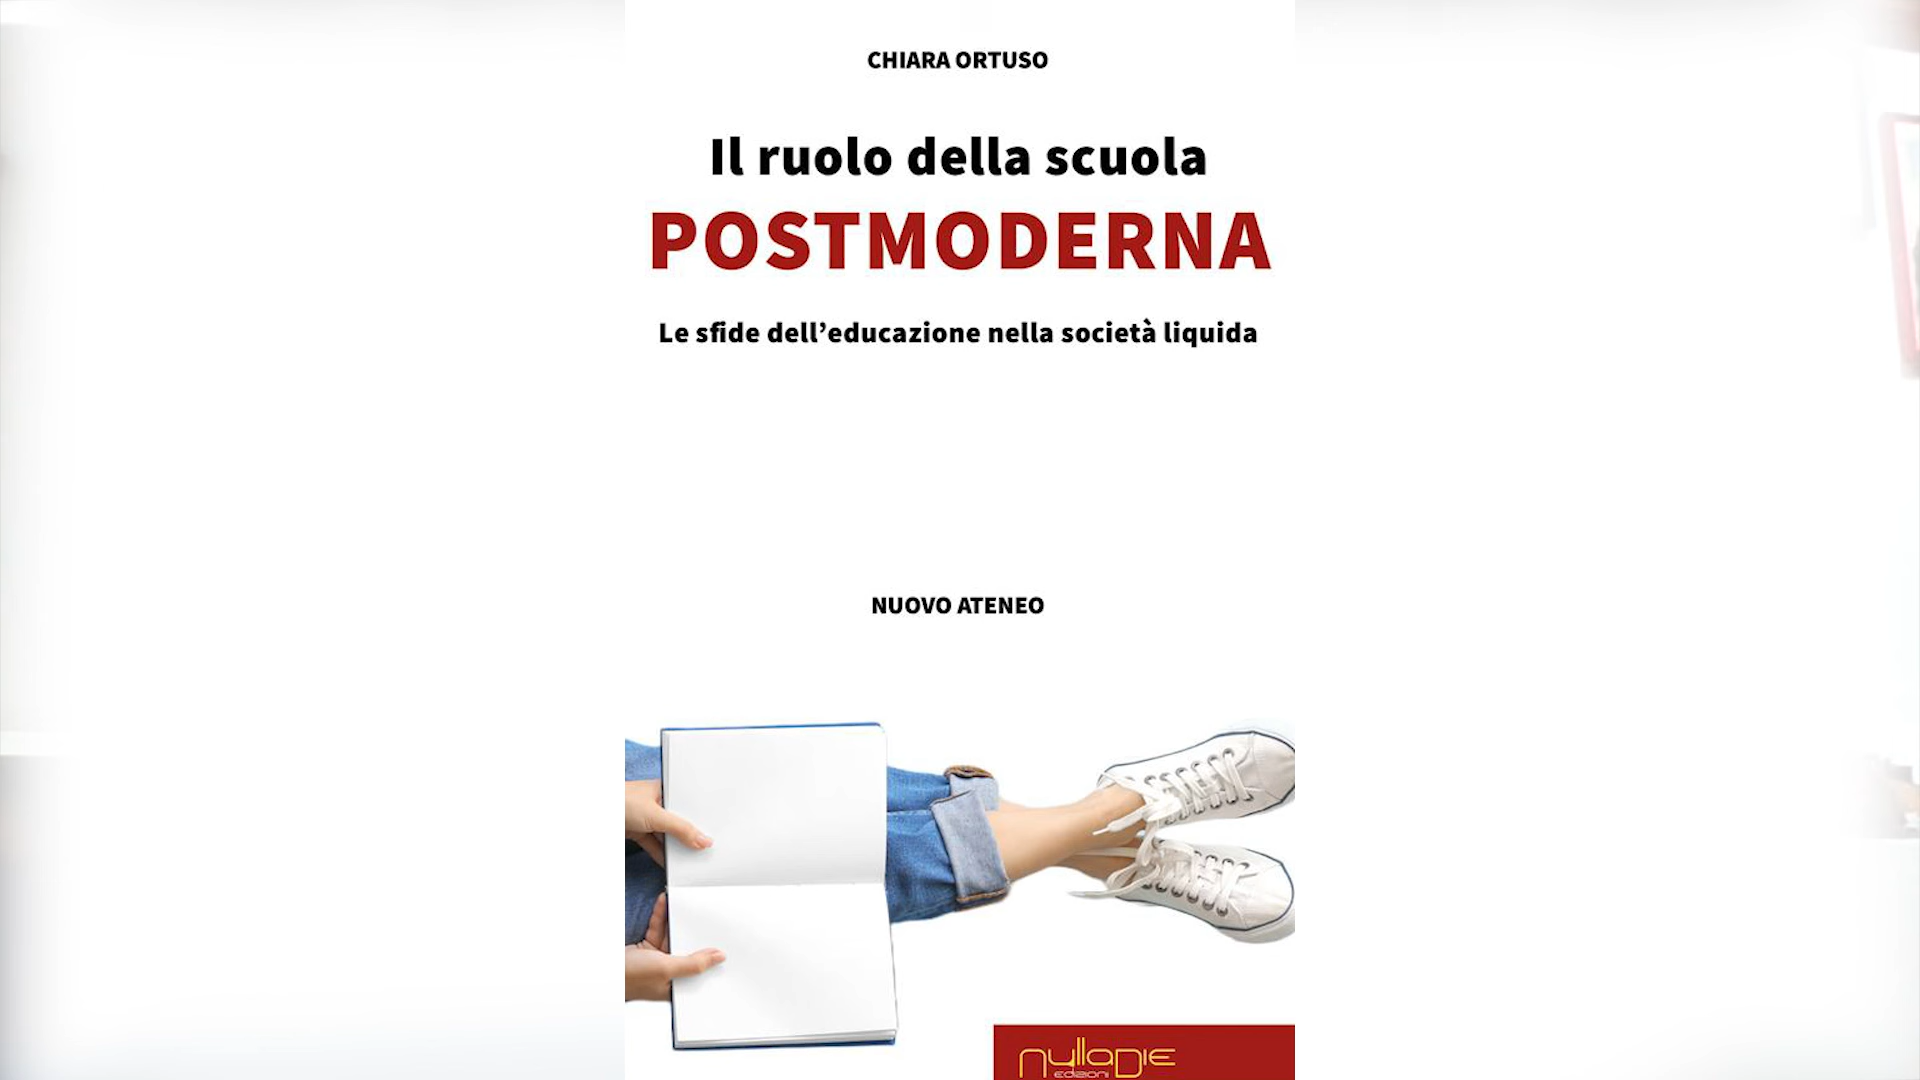 CHIARA ORTUSO
Il ruolo della scuola
POSTMODERNA
Le sfide dell’educazione nella società liquida
NUOVO ATENEO
nullaDIE
edizioni